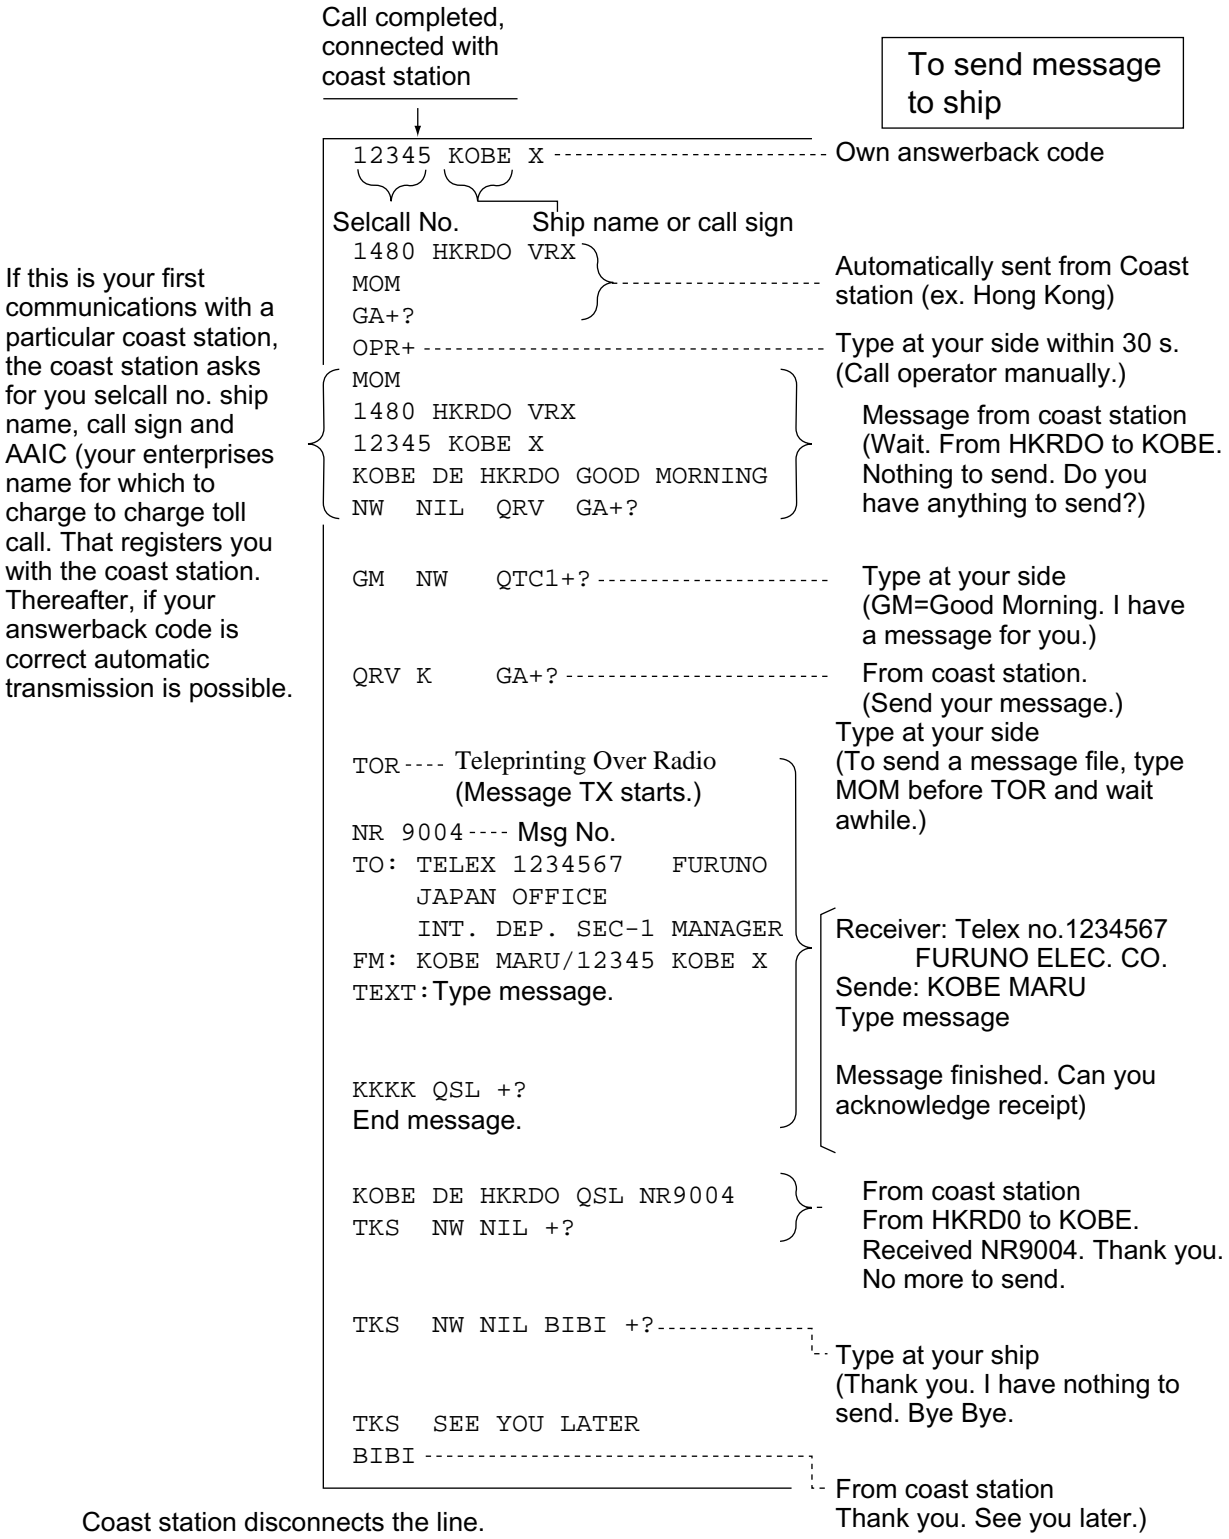 Call completed,
connected with
coast station
To send message
to ship
12345 KOBE X
Own answerback code
Selcall No.
Ship name or call sign
1480 HKRDO VRX
MOM
GA+?
Automatically sent from Coast
station (ex. Hong Kong)
OPR+
Type at your side within 30 s.
(Call operator manually.)
If this is your first
communications with a
particular coast station,
the coast station asks
for you selcall no. ship
name, call sign and
AAIC (your enterprises
name for which to
charge to charge toll
call. That registers you
with the coast station.
Thereafter, if your
answerback code is
correct automatic
transmission is possible.
MOM
1480 HKRDO VRX
12345 KOBE X
KOBE DE HKRDO GOOD MORNING
NW NIL QRV GA+?
Message from coast station
(Wait. From HKRDO to KOBE.
Nothing to send. Do you
have anything to send?)
GM NW QTC1+?
Type at your side
(GM=Good Morning. I have
a message for you.)
QRV K GA+?
From coast station.
(Send your message.)
Type at your side
(To send a message file, type
MOM before TOR and wait
awhile.)
TOR
Teleprinting Over Radio
(Message TX starts.)
NR 9004
Msg No.
TO: TELEX 1234567 FURUNO
JAPAN OFFICE
INT. DEP. SEC-1 MANAGER
FM: KOBE MARU/12345 KOBE X
TEXT:Type message.
KKKK QSL +?
End message.
Receiver: Telex no.1234567
FURUNO ELEC. CO.
Sende: KOBE MARU
Type message
Message finished. Can you
acknowledge receipt)
KOBE DE HKRDO QSL NR9004
TKS NW NIL +?
From coast station
From HKRD0 to KOBE.
Received NR9004. Thank you.
No more to send.
TKS NW NIL BIBI +?
Type at your ship
(Thank you. I have nothing to
send. Bye Bye.
TKS SEE YOU LATER
BIBI
From coast station
Thank you. See you later.)
Coast station disconnects the line.